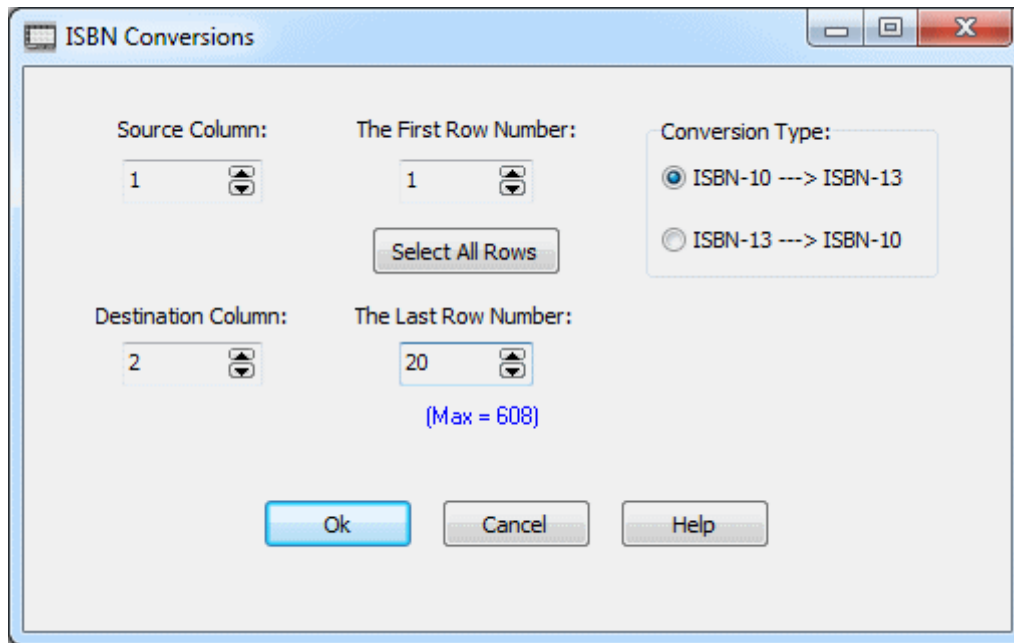 ISBN Conversions
Source Column:
1
The First Row Number:
1
Select All Rows
Conversion Type:
ISBN-10 ---> ISBN-13
ISBN-13 ---> ISBN-10
Destination Column:
2
The Last Row Number:
20
(Max = 608)
Ok
Cancel
Help